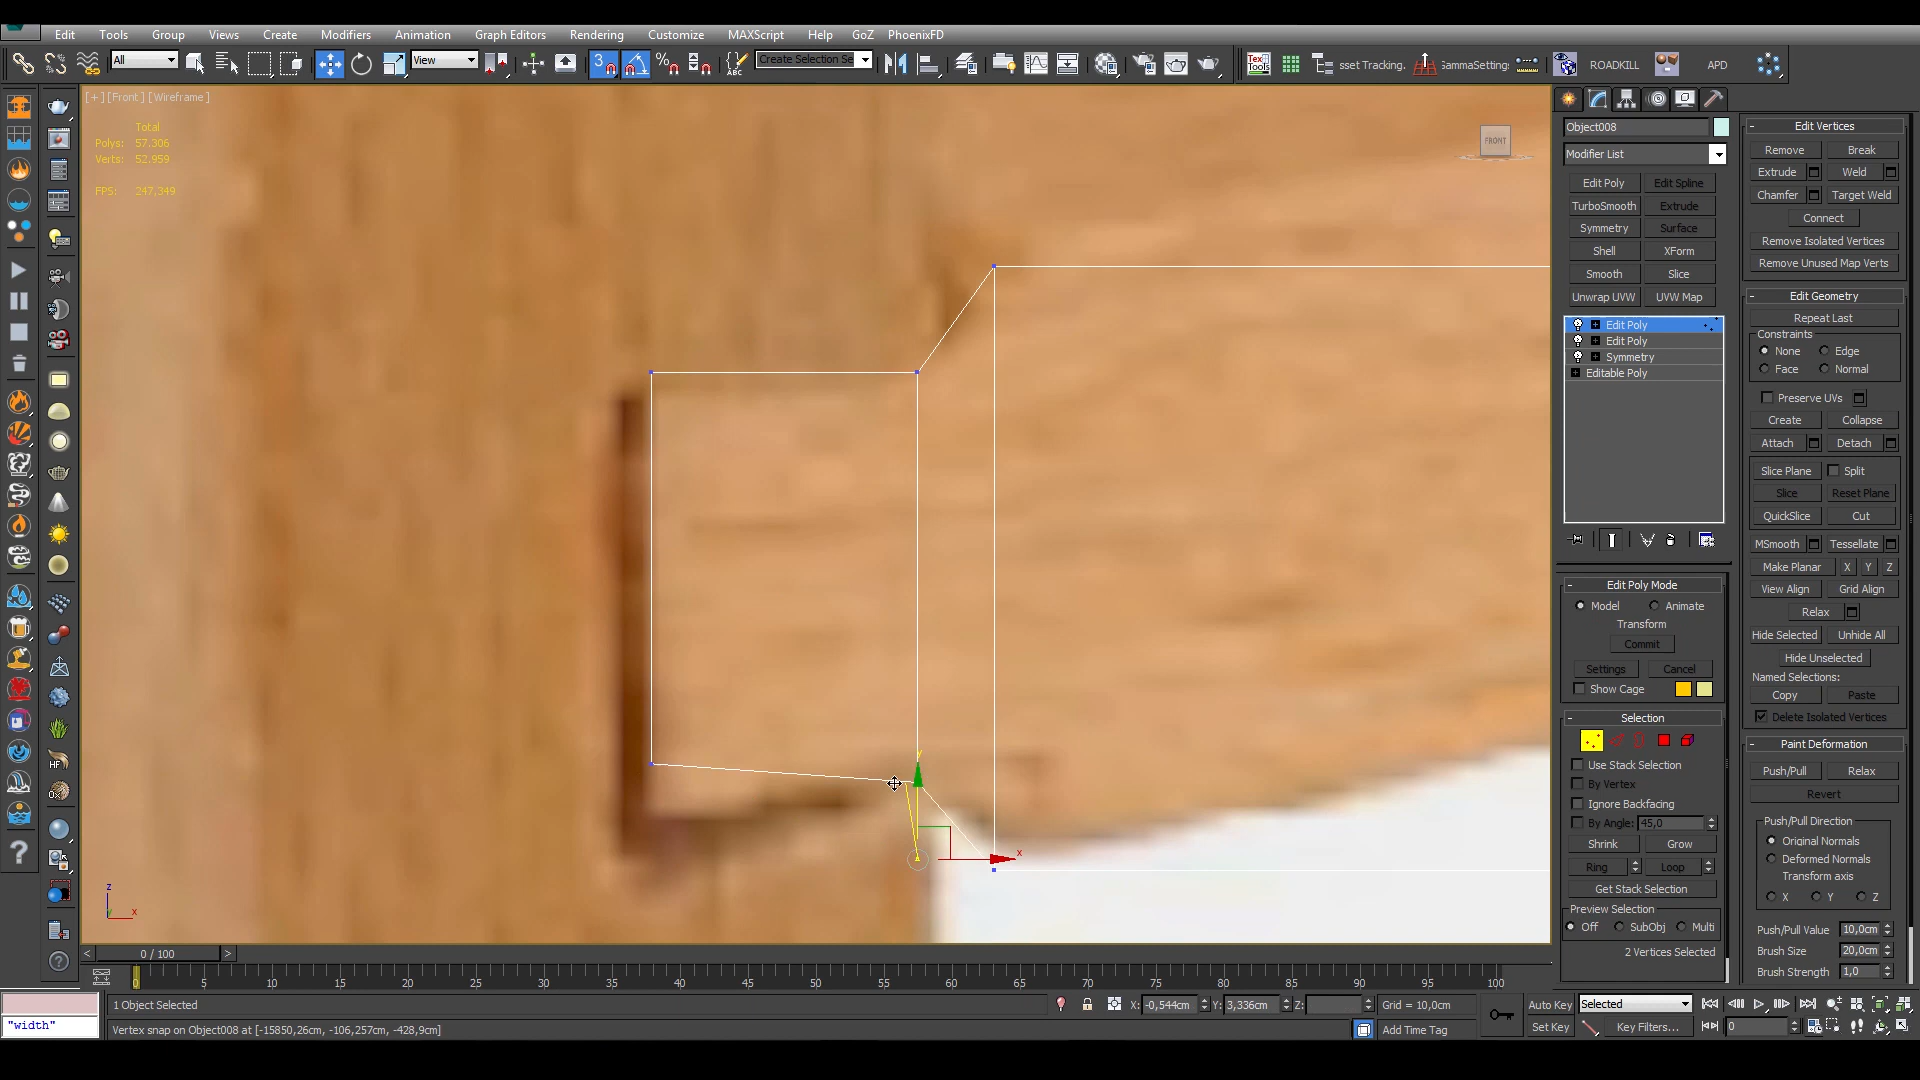 Edit Tools Group Views Create Modifiers Animation Graph Editors Rendering Customize MAXScript Help GoZ PhoenixFD
All View Create Selection Se sset Tracking. GammaSetting: ROADKILL APD
[+][Front][Wireframe]
Total
Polys: 57.306
Verts: 52.959
FPS: 247,349
FRONT
y
x
z
x
Object008
Modifier List
Edit Poly Edit Spline
TurboSmooth Extrude
Symmetry Surface
Shell XForm
Smooth Slice
Unwrap UVW UVW Map
Edit Poly
Edit Poly
Symmetry
Editable Poly
Edit Poly Mode
Model Animate
Transform
Commit
Settings Cancel
Show Cage
Selection
Use Stack Selection
By Vertex
Ignore Backfacing
By Angle: 45,0
Shrink Grow
Ring Loop
Get Stack Selection
Preview Selection
Off SubObj Multi
2 Vertices Selected
Edit Vertices
Remove Break
Extrude Weld
Chamfer Target Weld
Connect
Remove Isolated Vertices
Remove Unused Map Verts
Edit Geometry
Repeat Last
Constraints
None Edge
Face Normal
Preserve UVs
Create Collapse
Attach Detach
Slice Plane Split
Slice Reset Plane
QuickSlice Cut
MSmooth Tessellate
Make Planar X Y Z
View Align Grid Align
Relax
Hide Selected Unhide All
Hide Unselected
Named Selections:
Copy Paste
Delete Isolated Vertices
Paint Deformation
Push/Pull Relax
Revert
Push/Pull Direction
Original Normals
Deformed Normals
Transform axis
X Y Z
Push/Pull Value 10,0cm
Brush Size 20,0cm
Brush Strength 1,0
< 0 / 100 >
0 5 10 15 20 25 30 35 40 45 50 55 60 65 70 75 80 85 90 95 100
1 Object Selected X: -0,544cm Y: 3,336cm Z: Grid = 10,0cm Auto Key Selected
"width" Vertex snap on Object008 at [-15850,26cm, -106,257cm, -428,9cm] Add Time Tag Set Key Key Filters... 0